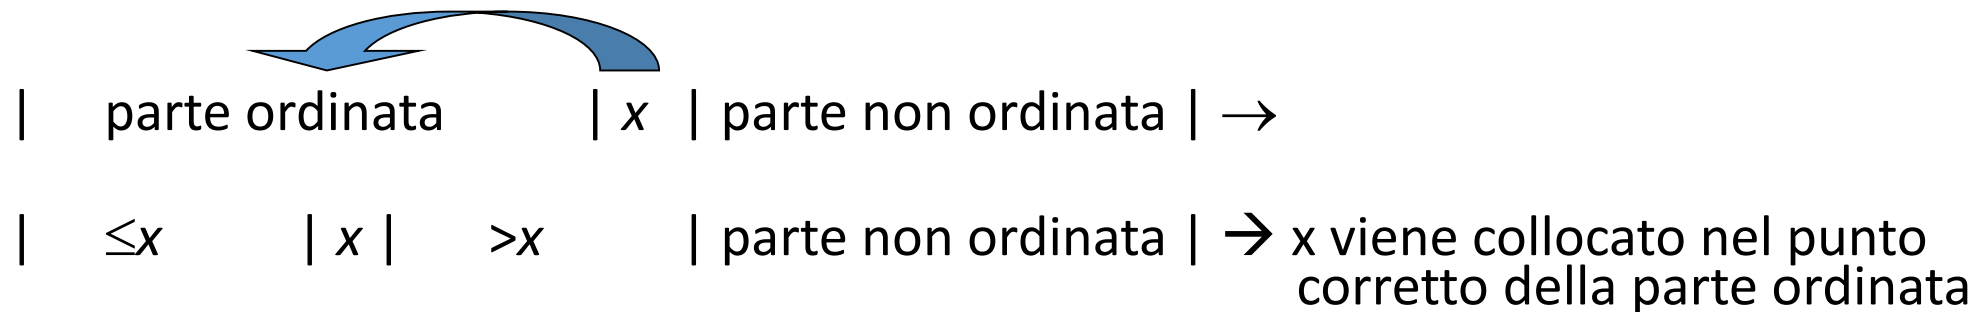 | parte ordinata | x | parte non ordinata | →
| ≤x | x | >x | parte non ordinata | → x viene collocato nel punto
corretto della parte ordinata